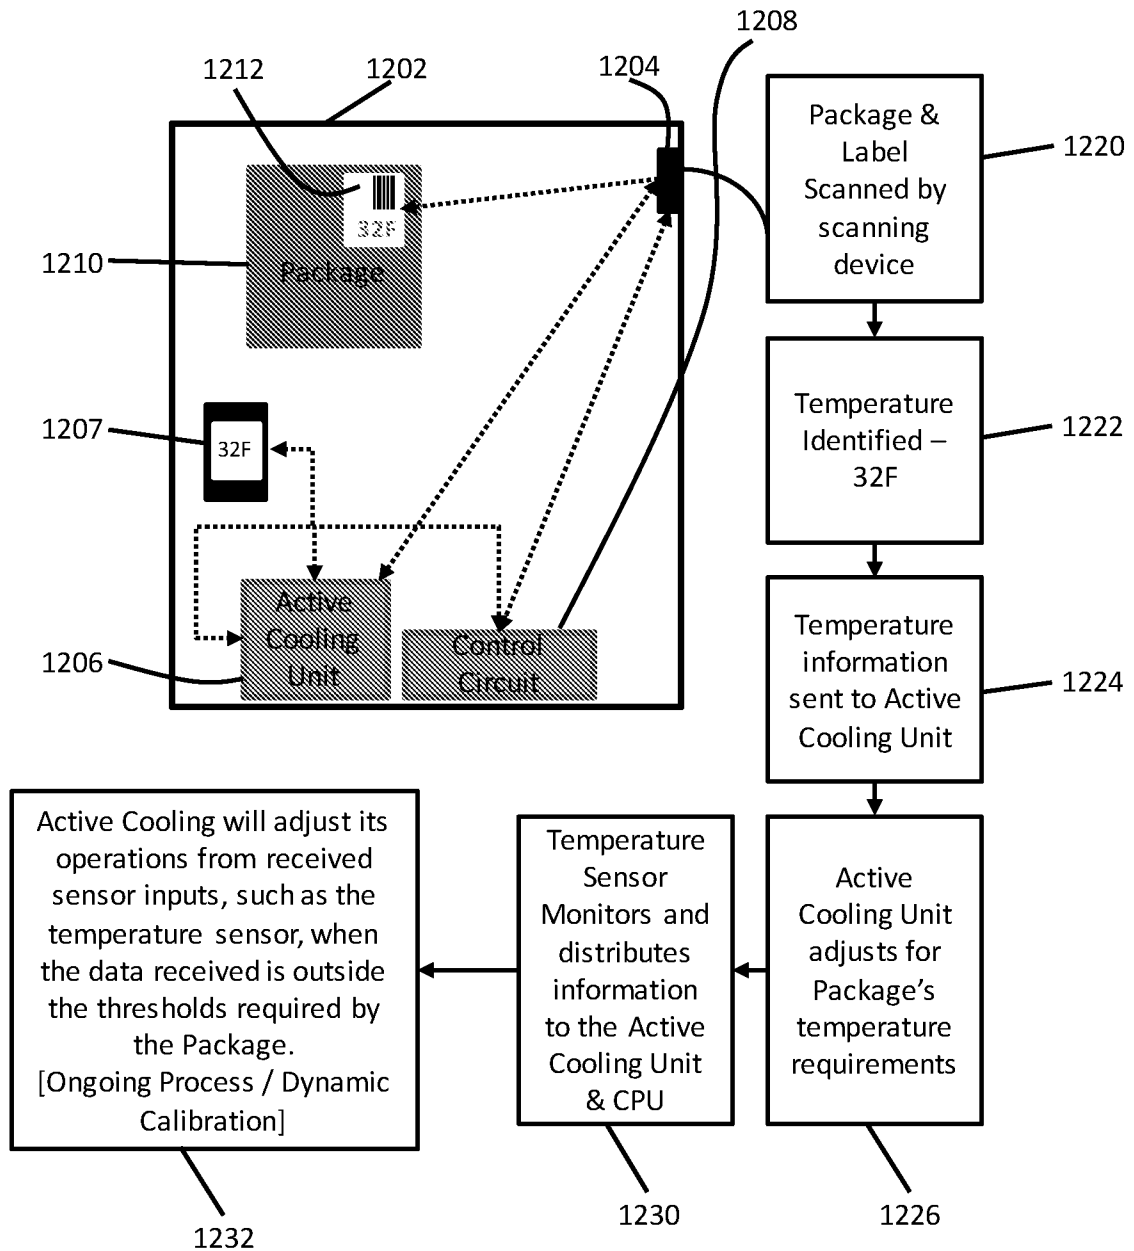 1208
1212
1202
1204
Package &
Label
Scanned by
scanning
device
1220
32F
Package
1210
Temperature
Identified –
32F
1222
1207
32F
Active
Cooling
Unit
Control
Circuit
1206
Temperature
information
sent to Active
Cooling Unit
1224
Active Cooling will adjust its
operations from received
sensor inputs, such as the
temperature sensor, when
the data received is outside
the thresholds required by
the Package.
[Ongoing Process / Dynamic
Calibration]
Temperature
Sensor
Monitors and
distributes
information
to the Active
Cooling Unit
& CPU
Active
Cooling Unit
adjusts for
Package’s
temperature
requirements
1232
1230
1226